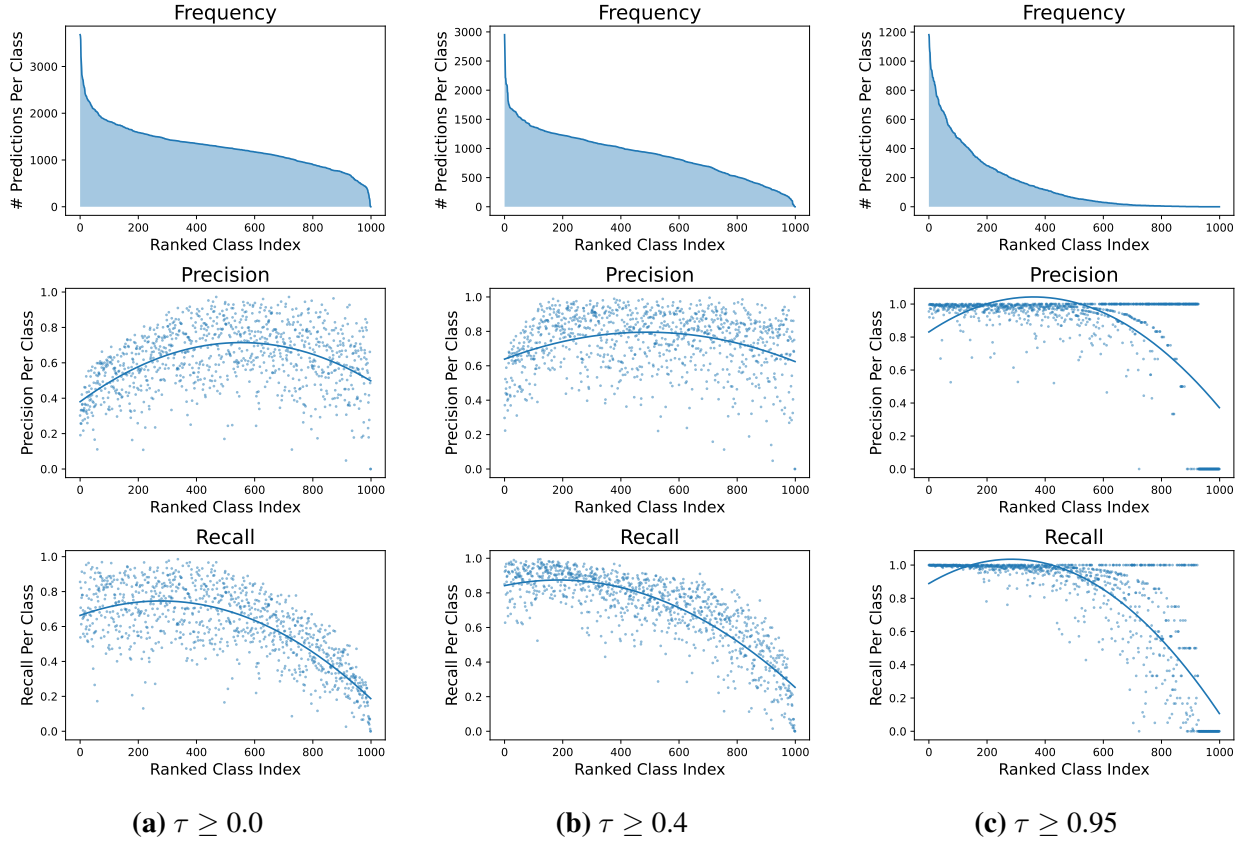 Frequency
# Predictions Per Class
3000
2000
1000
0
0 200 400 600 800 1000
Ranked Class Index
Frequency
# Predictions Per Class
3000
2500
2000
1500
1000
500
0
0 200 400 600 800 1000
Ranked Class Index
Frequency
# Predictions Per Class
1200
1000
800
600
400
200
0
0 200 400 600 800 1000
Ranked Class Index
Precision
Precision Per Class
1.0
0.8
0.6
0.4
0.2
0.0
0 200 400 600 800 1000
Ranked Class Index
Precision
Precision Per Class
1.0
0.8
0.6
0.4
0.2
0.0
0 200 400 600 800 1000
Ranked Class Index
Precision
Precision Per Class
1.0
0.8
0.6
0.4
0.2
0.0
0 200 400 600 800 1000
Ranked Class Index
Recall
Recall Per Class
1.0
0.8
0.6
0.4
0.2
0.0
0 200 400 600 800 1000
Ranked Class Index
Recall
Recall Per Class
1.0
0.8
0.6
0.4
0.2
0.0
0 200 400 600 800 1000
Ranked Class Index
Recall
Recall Per Class
1.0
0.8
0.6
0.4
0.2
0.0
0 200 400 600 800 1000
Ranked Class Index
(a) τ ≥ 0.0
(b) τ ≥ 0.4
(c) τ ≥ 0.95